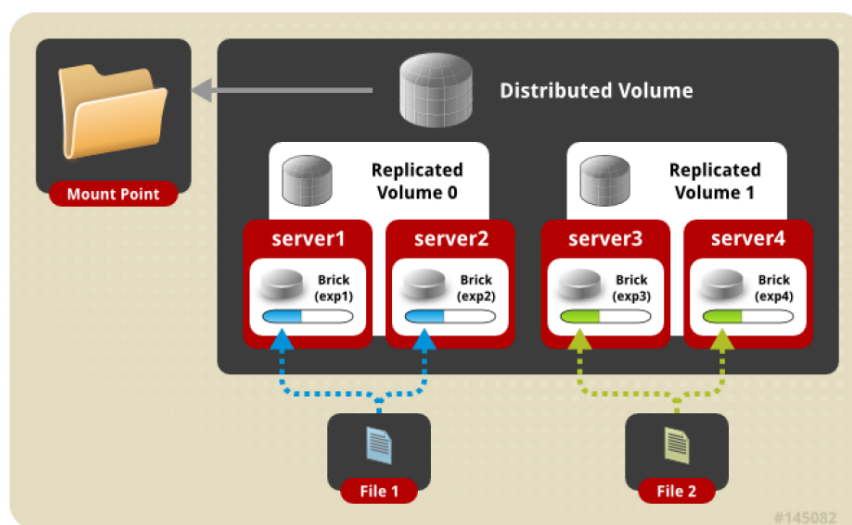 Distributed Volume
Mount Point
Replicated
Volume 0
Replicated
Volume 1
server1
server2
server3
server4
Brick
(exp1)
Brick
(exp2)
Brick
(exp3)
Brick
(exp4)
File 1
File 2
#145082